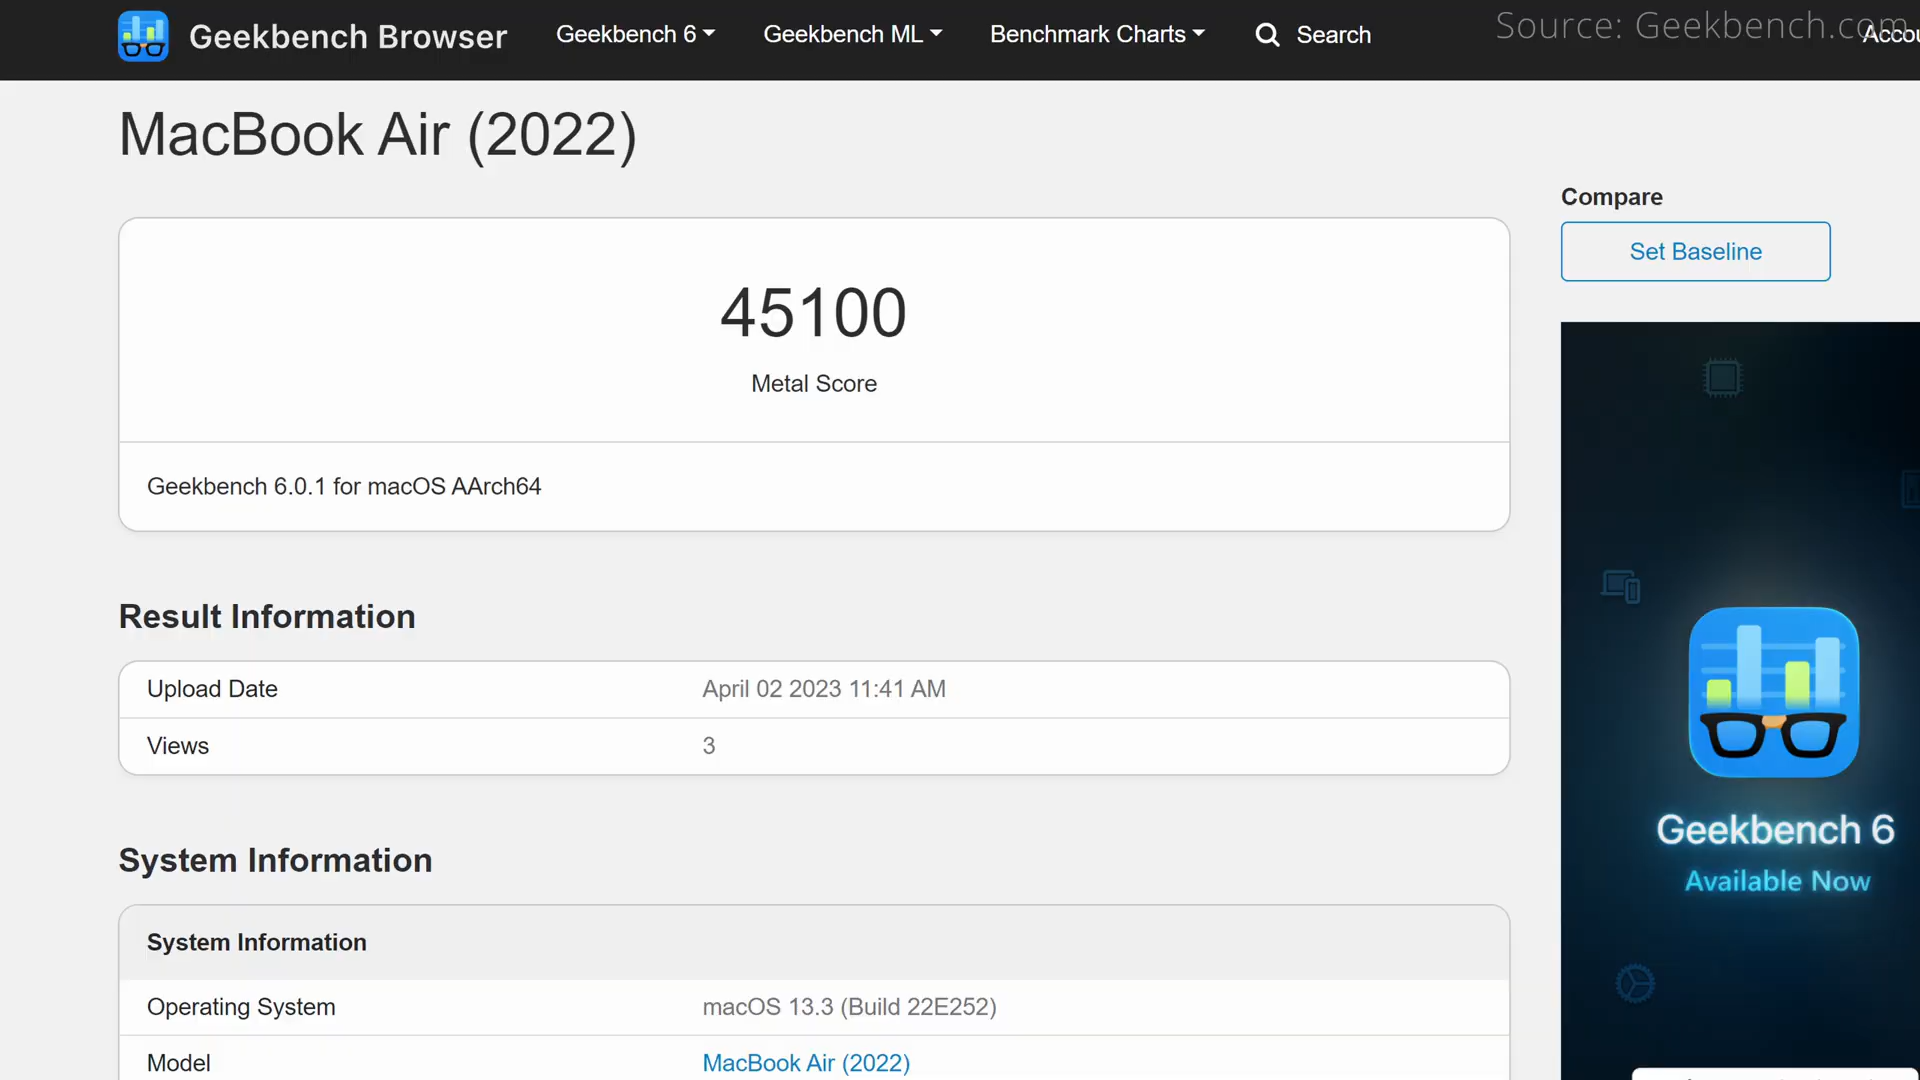 Geekbench Browser
Geekbench 6
Geekbench ML
Benchmark Charts
Search
Source: Geekbench.com
MacBook Air (2022)
Compare
Set Baseline
45100
Metal Score
Geekbench 6.0.1 for macOS AArch64
Result Information
Upload Date April 02 2023 11:41 AM
Views 3
Geekbench 6
Available Now
System Information
System Information
Operating System macOS 13.3 (Build 22E252)
Model MacBook Air (2022)